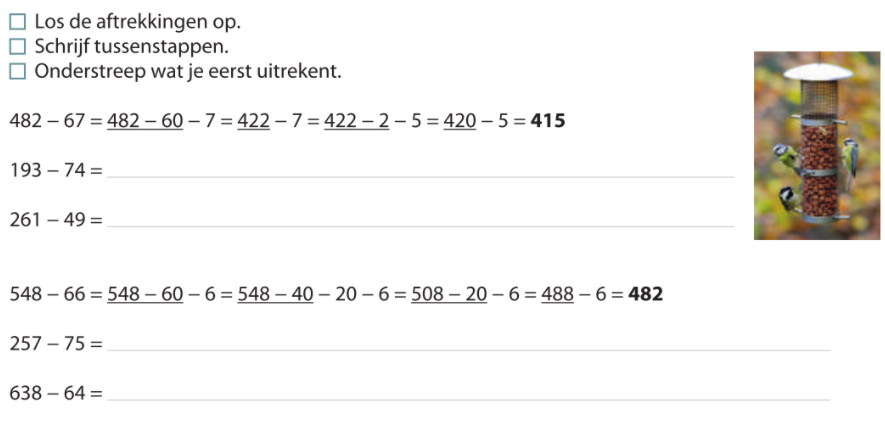 Los de aftrekkingen op.
Schrijf tussenstappen.
Onderstreep wat je eerst uitrekent.
482 – 67 = 482 – 60 – 7 = 422 – 7 = 422 – 2 – 5 = 420 – 5 = 415
193 – 74 =
261 – 49 =
548 – 66 = 548 – 60 – 6 = 548 – 40 – 20 – 6 = 508 – 20 – 6 = 488 – 6 = 482
257 – 75 =
638 – 64 =